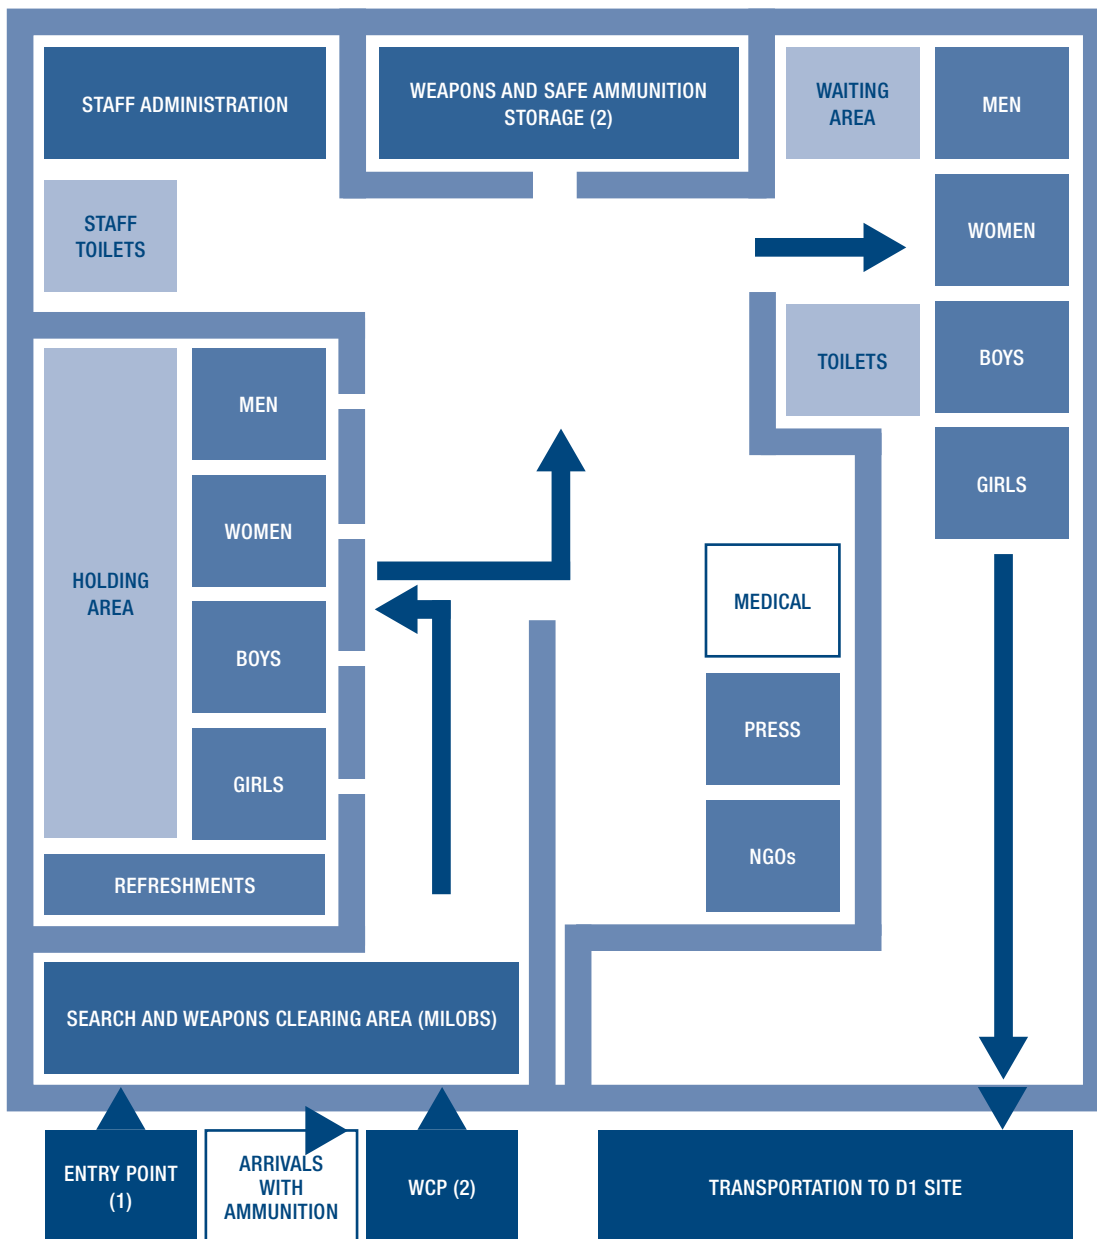 STAFF ADMINISTRATION
WEAPONS AND SAFE AMMUNITION
STORAGE (2)
WAITING
AREA
MEN
STAFF
TOILETS
WOMEN
TOILETS
BOYS
GIRLS
HOLDING
AREA
MEN
WOMEN
BOYS
GIRLS
REFRESHMENTS
MEDICAL
PRESS
NGOs
SEARCH AND WEAPONS CLEARING AREA (MILOBS)
ENTRY POINT
(1)
ARRIVALS
WITH
AMMUNITION
WCP (2)
TRANSPORTATION TO D1 SITE